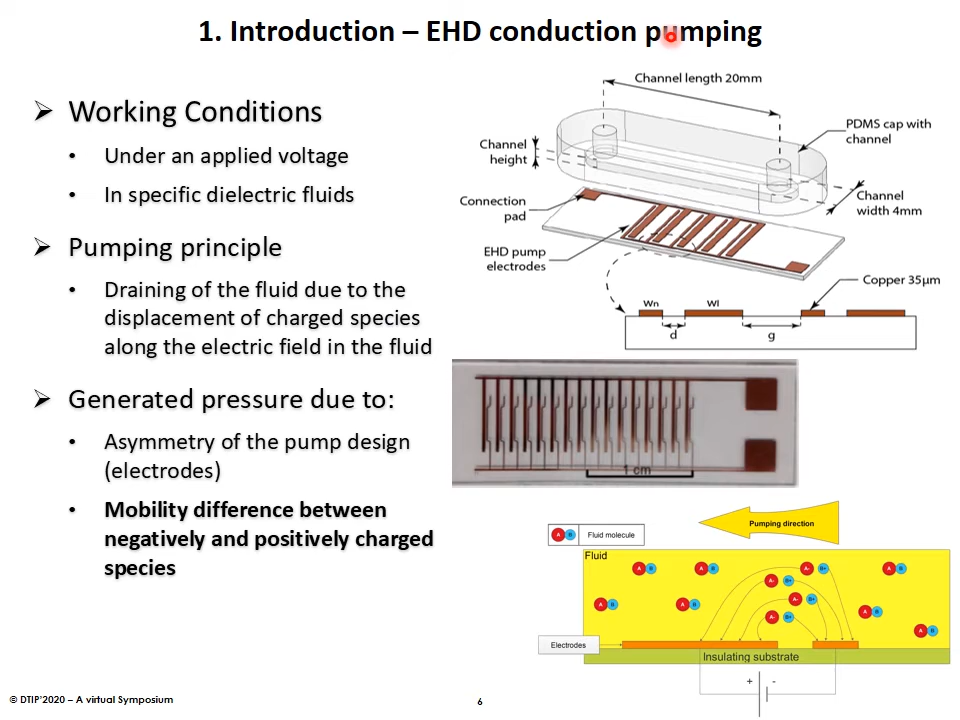 1. Introduction – EHD conduction pumping
➢ Working Conditions
• Under an applied voltage
• In specific dielectric fluids
➢ Pumping principle
• Draining of the fluid due to the
displacement of charged species
along the electric field in the fluid
➢ Generated pressure due to:
• Asymmetry of the pump design
(electrodes)
• Mobility difference between
negatively and positively charged
species
Channel length 20mm
PDMS cap with
channel
Channel
height
Channel
width 4mm
Connection
pad
EHD pump
electrodes
Copper 35µm
Wn
Wl
d
g
1 cm
Pumping direction
A B Fluid molecule
Fluid
A B
A B
A- B+
A B
A- B+
A B
A B
A- B+
A- B+
A B
A B
Electrodes
Insulating substrate
+ -
© DTIP'2020 – A virtual Symposium
6